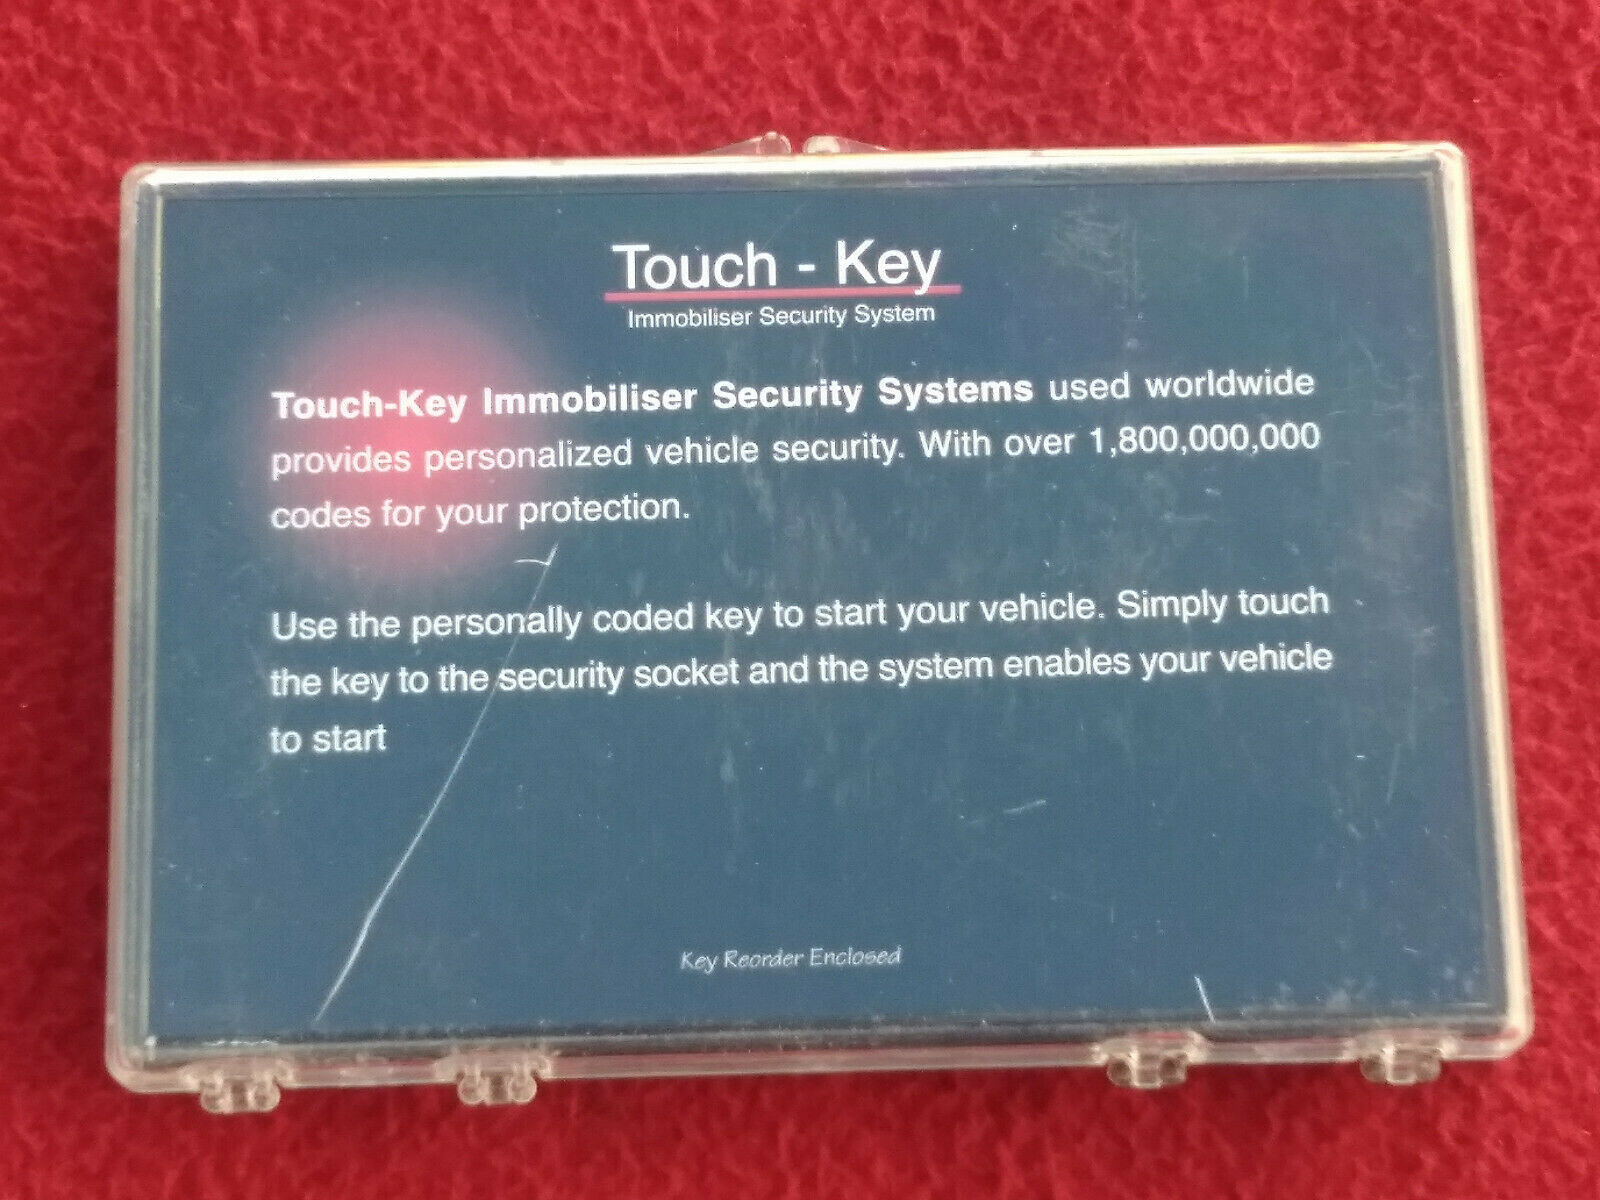 Touch - Key
Immobiliser Security System
Touch-Key Immobiliser Security Systems used worldwide
provides personalized vehicle security. With over 1,800,000,000
codes for your protection.
Use the personally coded key to start your vehicle. Simply touch
the key to the security socket and the system enables your vehicle
to start
Key Reorder Enclosed